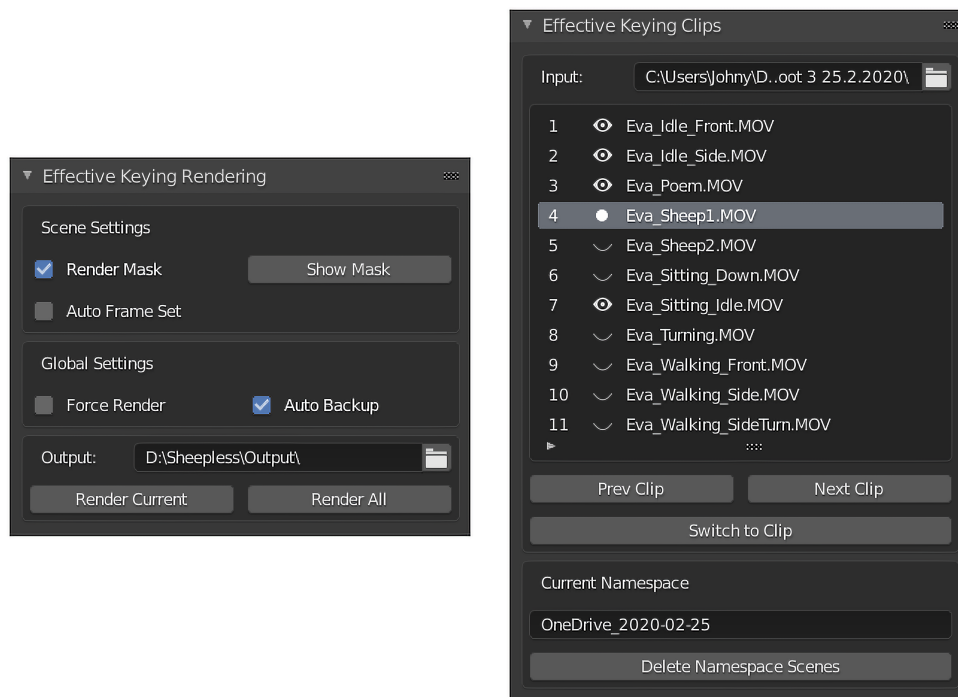 Effective Keying Rendering
Scene Settings
Render Mask
Show Mask
Auto Frame Set
Global Settings
Force Render
Auto Backup
Output:
D:\Sheepless\Output\
Render Current
Render All
Effective Keying Clips
Input:
C:\Users\Johny\D..oot 3 25.2.2020\
1 Eva_Idle_Front.MOV
2 Eva_Idle_Side.MOV
3 Eva_Poem.MOV
4 Eva_Sheep1.MOV
5 Eva_Sheep2.MOV
6 Eva_Sitting_Down.MOV
7 Eva_Sitting_Idle.MOV
8 Eva_Turning.MOV
9 Eva_Walking_Front.MOV
10 Eva_Walking_Side.MOV
11 Eva_Walking_SideTurn.MOV
Prev Clip
Next Clip
Switch to Clip
Current Namespace
OneDrive_2020-02-25
Delete Namespace Scenes